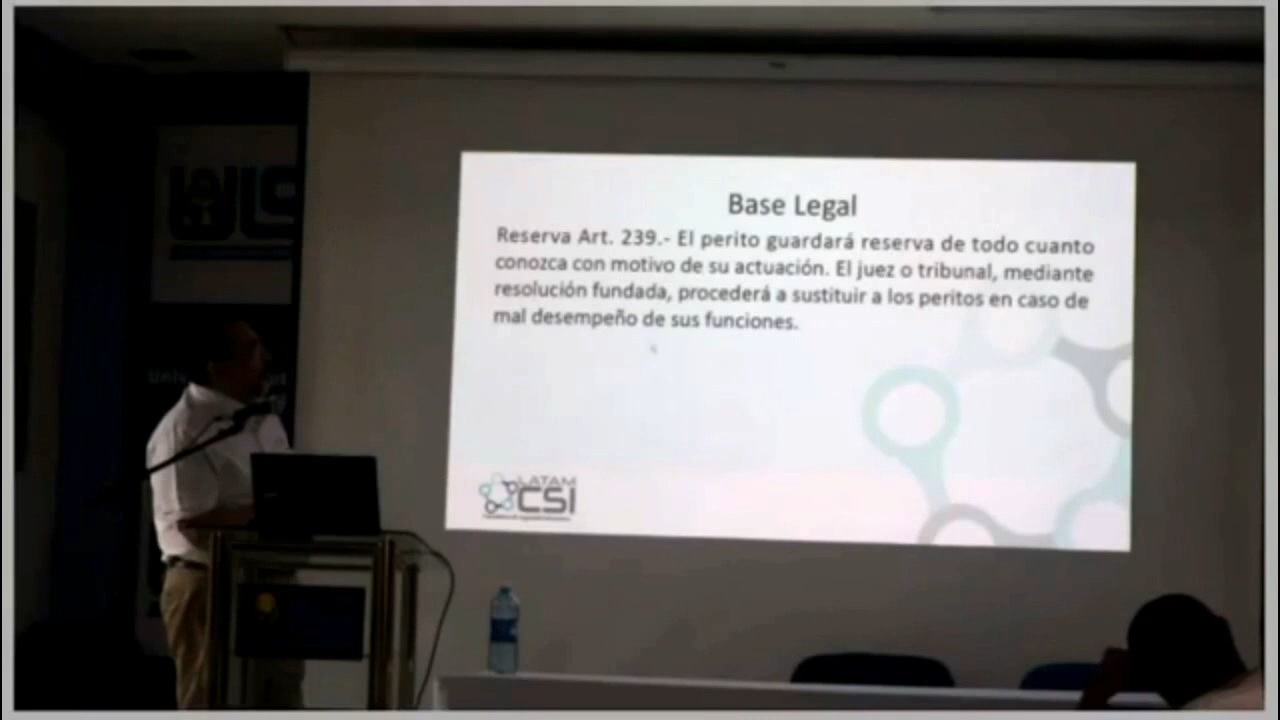 Base Legal
Reserva Art. 239.- El perito guardará reserva de todo cuanto
conozca con motivo de su actuación. El juez o tribunal, mediante
resolución fundada, procederá a sustituir a los peritos en caso de
mal desempeño de sus funciones.
LATAM
CSI